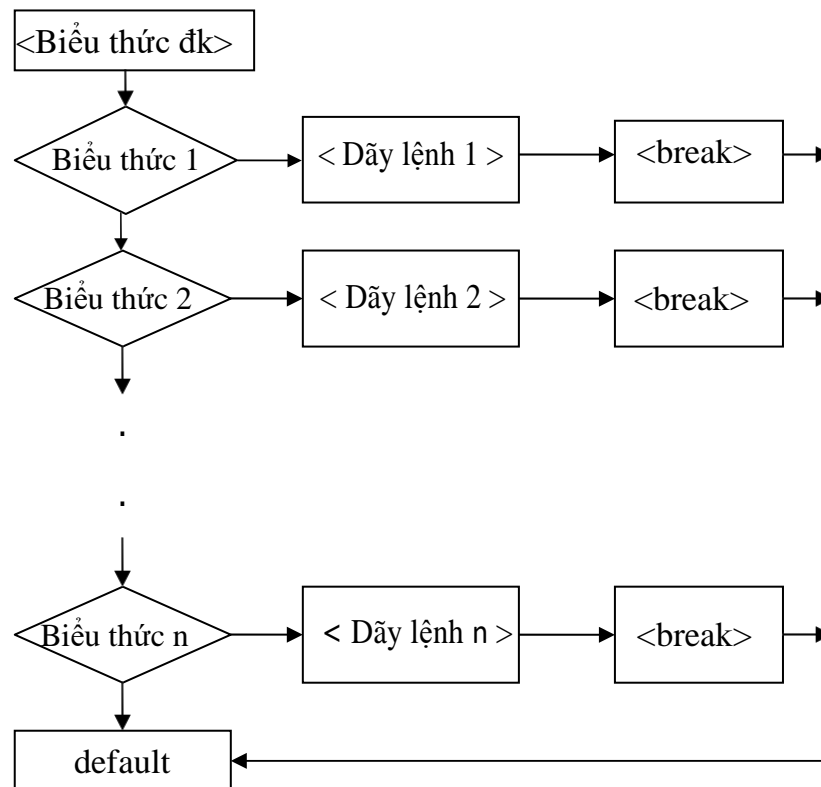 <Biểu thức đk>
Biểu thức 1
< Dãy lệnh 1 >
<break>
Biểu thức 2
< Dãy lệnh 2 >
<break>
.
.
Biểu thức n
< Dãy lệnh n >
<break>
default